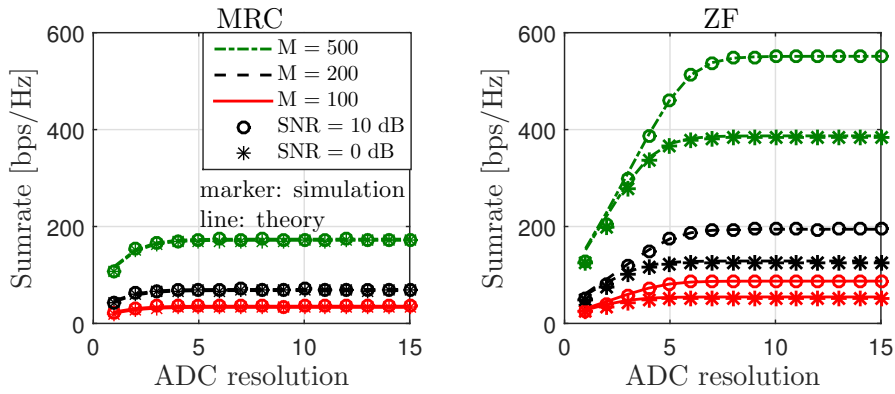 MRC
600
400
200
0
Sumrate [bps/Hz]
0 5 10 15
ADC resolution
M = 500
M = 200
M = 100
SNR = 10 dB
SNR = 0 dB
marker: simulation
line: theory
ZF
600
400
200
0
Sumrate [bps/Hz]
0 5 10 15
ADC resolution